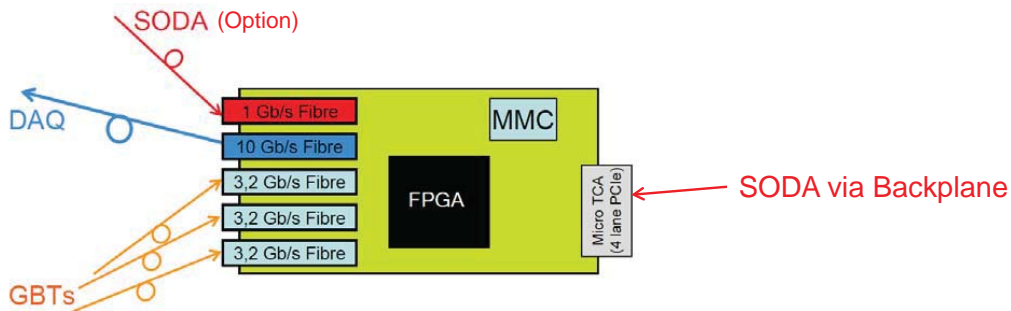 SODA (Option)
1 Gb/s Fibre
MMC
DAQ
10 Gb/s Fibre
3,2 Gb/s Fibre
FPGA
Micro TCA
(4 lane PCIe)
SODA via Backplane
3,2 Gb/s Fibre
3,2 Gb/s Fibre
GBTs